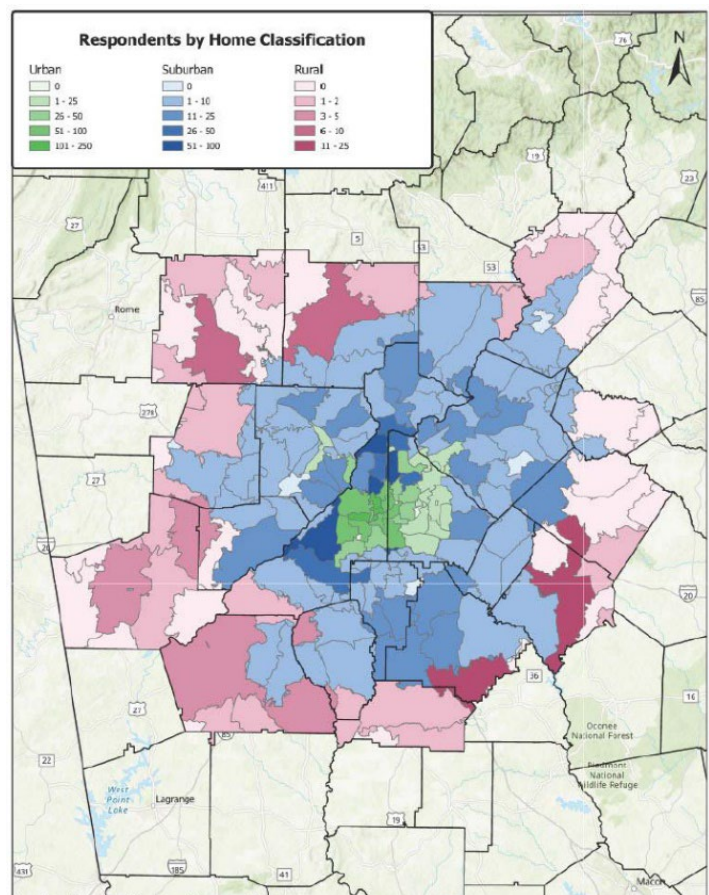 Respondents by Home Classification
N
Urban
0
1 - 25
26 - 50
51 - 100
101 - 250
Suburban
0
1 - 10
11 - 25
26 - 50
51 - 100
Rural
0
1 - 2
3 - 5
6 - 10
11 - 25
76
19
23
411
27
5
53
53
85
Rome
278
27
20
20
36
27
16
Oconee
National Forest
Piedmont
National
Wildlife Refuge
85
22
West
Point
Lake
Lagrange
19
431
185
41
Macon